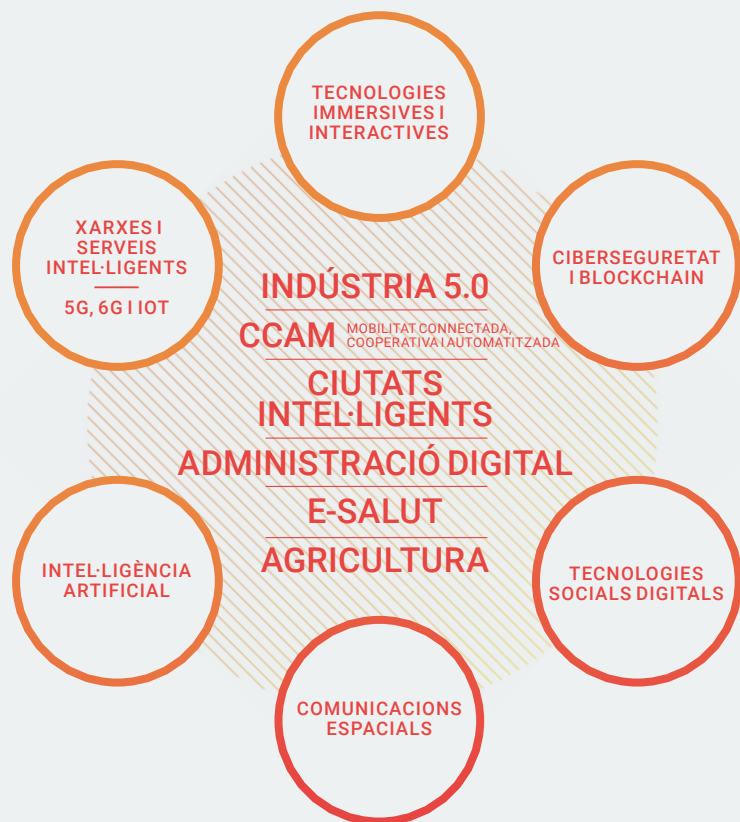 TECNOLOGIES
IMMERSIVES I
INTERACTIVES
XARXES I
SERVEIS
INTEL·LIGENTS
5G, 6G I IOT
CIBERSEGURETAT
I BLOCKCHAIN
INDÚSTRIA 5.0
CCAM MOBILITAT CONNECTADA,
COOPERATIVA I AUTOMATITZADA
CIUTATS
INTEL·LIGENTS
ADMINISTRACIÓ DIGITAL
E-SALUT
AGRICULTURA
INTEL·LIGÈNCIA
ARTIFICIAL
TECNOLOGIES
SOCIALS DIGITALS
COMUNICACIONS
ESPACIALS